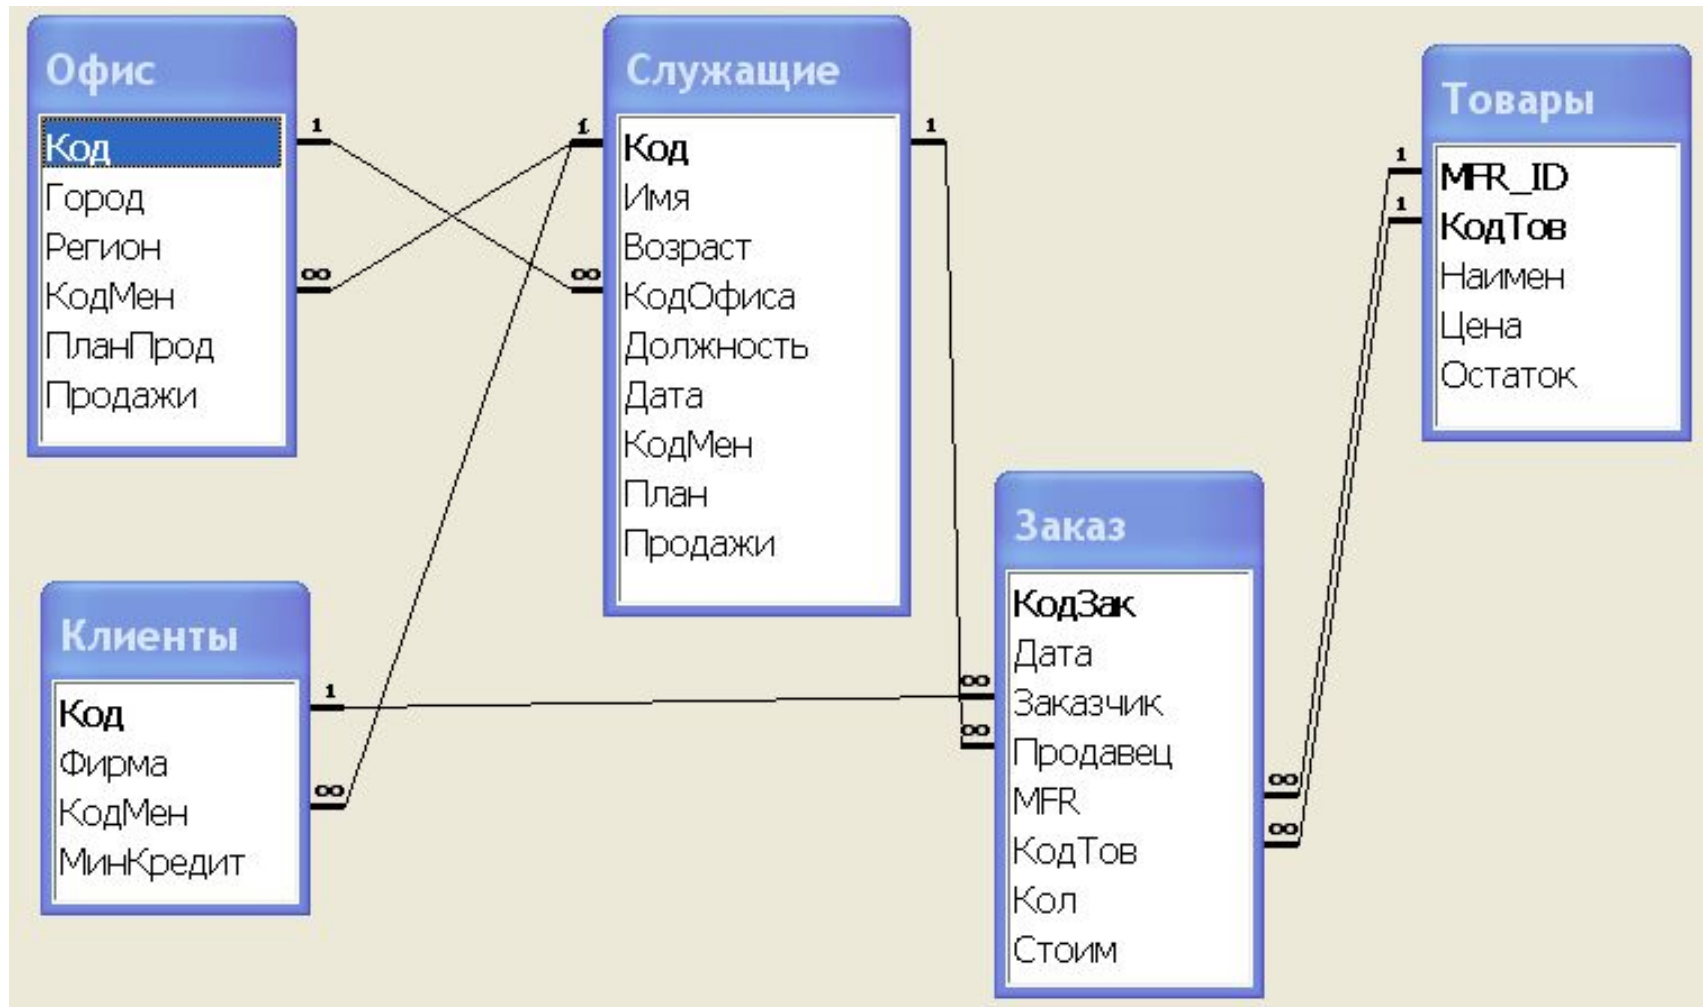 Офис
Код
Город
Регион
КодМен
ПланПрод
Продажи
1
∞
Служащие
Код
Имя
Возраст
КодОфиса
Должность
Дата
КодМен
План
Продажи
1
∞
1
Товары
MFR_ID
КодТов
Наимен
Цена
Остаток
1
1
Клиенты
Код
Фирма
КодМен
МинКредит
1
∞
Заказ
КодЗак
Дата
Заказчик
Продавец
MFR
КодТов
Кол
Стоим
∞
∞
∞
∞